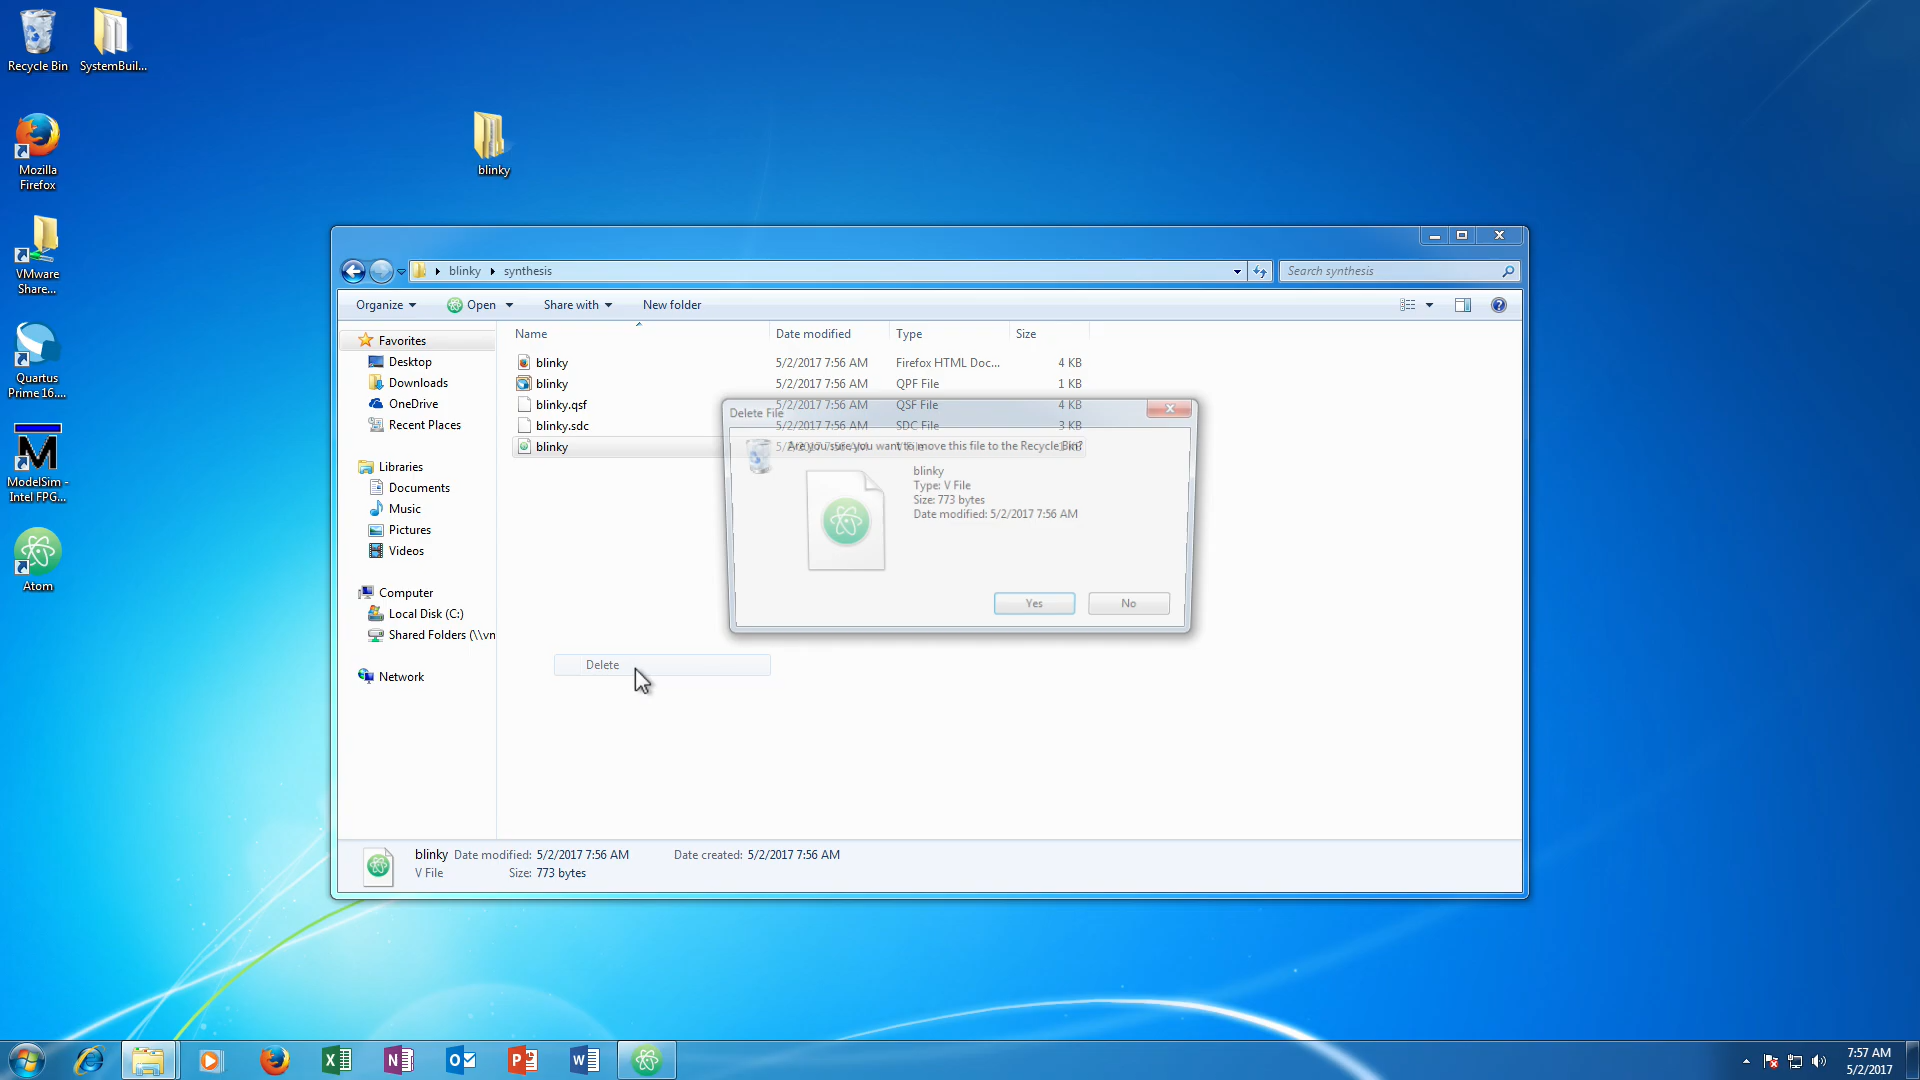 Recycle Bin
SystemBuil...
Mozilla
Firefox
VMware
Share...
Quartus
Prime 16....
ModelSim -
Intel FPG...
Atom
blinky
blinky
synthesis
Search synthesis
Organize
Open
Share with
New folder
Favorites
Desktop
Downloads
OneDrive
Recent Places
Libraries
Documents
Music
Pictures
Videos
Computer
Local Disk (C:)
Shared Folders (\\vn
Network
Name Date modified Type Size
blinky 5/2/2017 7:56 AM Firefox HTML Doc... 4 KB
blinky 5/2/2017 7:56 AM QPF File 1 KB
blinky.qsf 5/2/2017 7:56 AM QSF File 4 KB
blinky.sdc 5/2/2017 7:56 AM SDC File 3 KB
blinky 5/2/2017 7:56 AM V File 1 KB
Delete File
Are you sure you want to move this file to the Recycle Bin?
blinky
Type: V File
Size: 773 bytes
Date modified: 5/2/2017 7:56 AM
Yes
No
Delete
blinky Date modified: 5/2/2017 7:56 AM Date created: 5/2/2017 7:56 AM
V File Size: 773 bytes
7:57 AM
5/2/2017